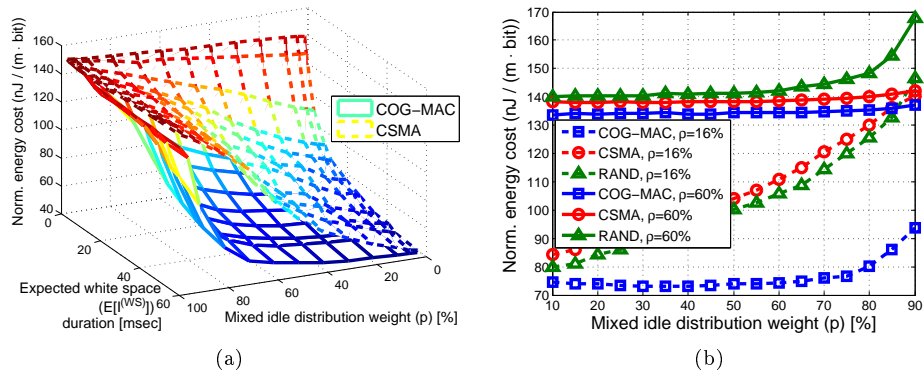 Norm. energy cost (nJ / (m · bit))
160
140
120
100
80
60
40
0
20
40
60
Expected white space
(E[I(WS)])
duration [msec]
100
80
60
40
20
0
Mixed idle distribution weight (p) [%]
COG−MAC
CSMA
(a)
Norm. energy cost (nJ / (m · bit))
170
160
150
140
130
120
110
100
90
80
70
10
20
30
40
50
60
70
80
90
Mixed idle distribution weight (p) [%]
COG−MAC, ρ=16%
CSMA, ρ=16%
RAND, ρ=16%
COG−MAC, ρ=60%
CSMA, ρ=60%
RAND, ρ=60%
(b)